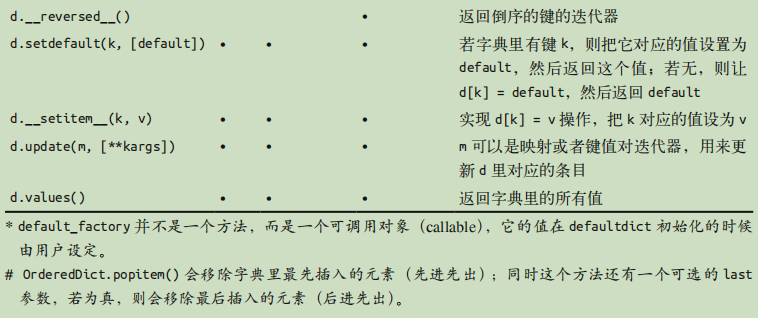 d.__reversed__() • 返回倒序的键的迭代器
d.setdefault(k, [default]) • • • 若字典里有键k，则把它对应的值设置为
default，然后返回这个值；若无，则让
d[k] = default，然后返回 default
d.__setitem__(k, v) • • • 实现 d[k] = v 操作，把 k 对应的值设为v
d.update(m, [**kargs]) • • • m 可以是映射或者键值对迭代器，用来更
新 d 里对应的条目
d.values() • • • 返回字典里的所有值
* default_factory 并不是一个方法，而是一个可调用对象（callable），它的值在 defaultdict 初始化的时候
由用户设定。
# OrderedDict.popitem() 会移除字典里最先插入的元素（先进先出）；同时这个方法还有一个可选的 last
参数，若为真，则会移除最后插入的元素（后进先出）。